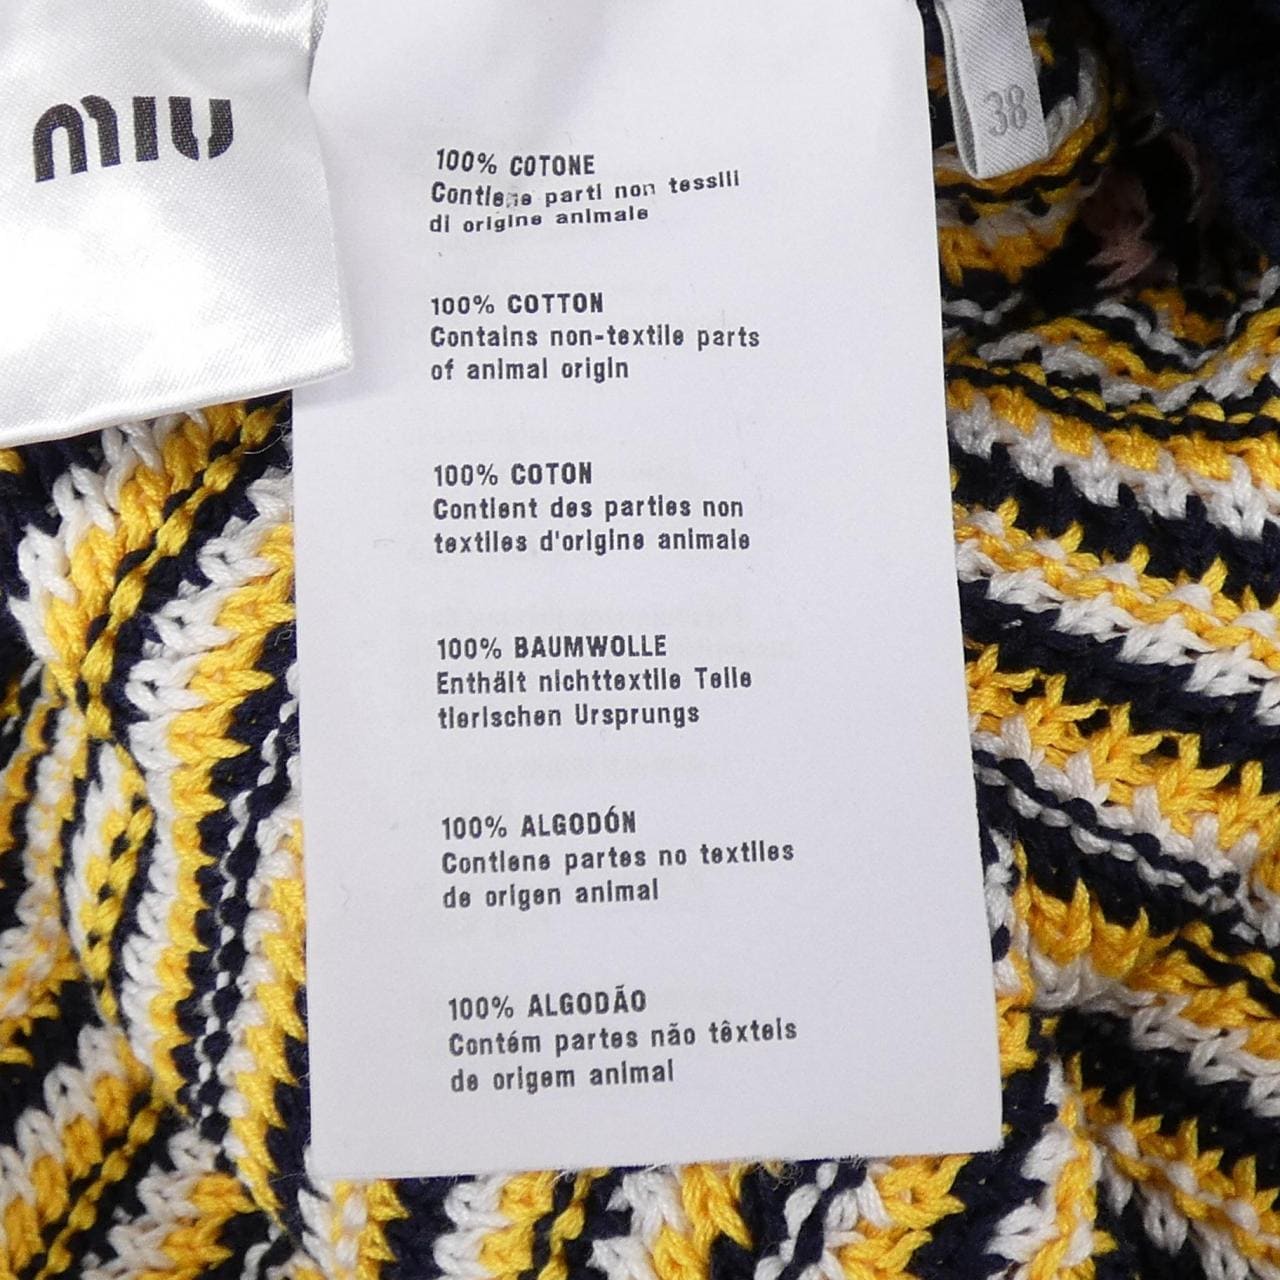 MIU
38
100% COTONE
Contiene parti non tessili
di origine animale
100% COTTON
Contains non-textile parts
of animal origin
100% COTON
Contient des parties non
textiles d'origine animale
100% BAUMWOLLE
Enthält nichttextile Teile
tierischen Ursprungs
100% ALGODÓN
Contiene partes no textiles
de origen animal
100% ALGODÃO
Contém partes não têxteis
de origem animal